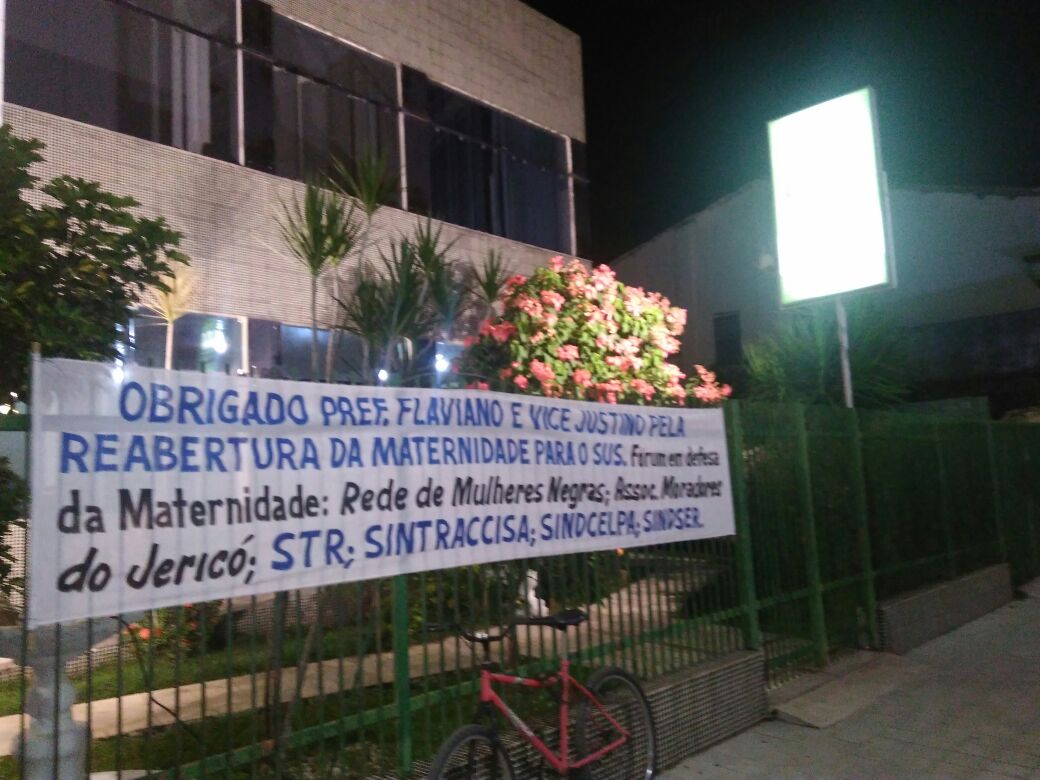 OBRIGADO PREF. FLAVIANO E VICE JUSTINO PELA
REABERTURA DA MATERNIDADE PARA O SUS. Fórum em defesa
da Maternidade: Rede de Mulheres Negras; Assoc. Moradores
do Jericó; STR; SINTRACCISA; SINDCELPA; SINDSER.